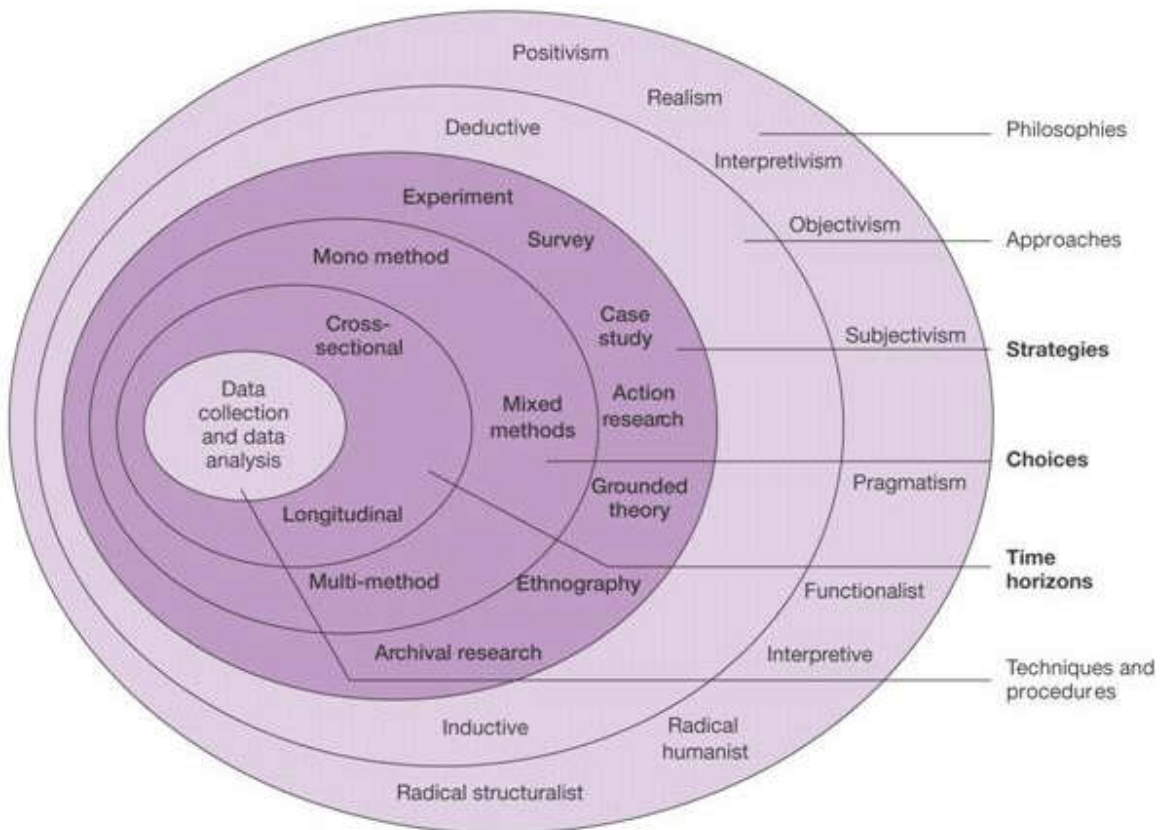 Positivism
Realism
Philosophies
Deductive
Interpretivism
Experiment
Objectivism
Survey
Approaches
Mono method
Case
study
Cross-
sectional
Subjectivism
Strategies
Data
collection
and data
analysis
Mixed
methods
Action
research
Choices
Pragmatism
Grounded
theory
Longitudinal
Time
horizons
Multi-method
Ethnography
Functionalist
Archival research
Interpretive
Techniques and
procedures
Inductive
Radical
humanist
Radical structuralist